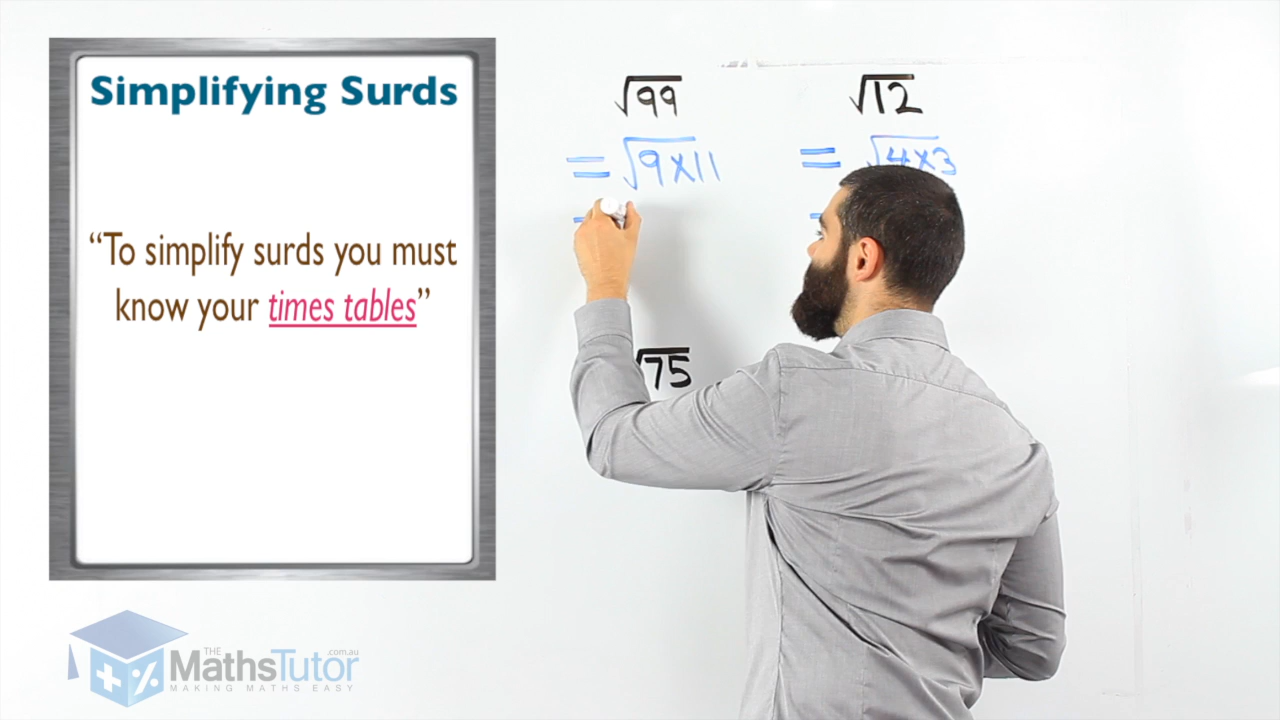 Simplifying Surds
“To simplify surds you must
know your times tables”
√99
= √9×11
√12
= √4×3
√75
THE MathsTutor .com.au
MAKING MATHS EASY